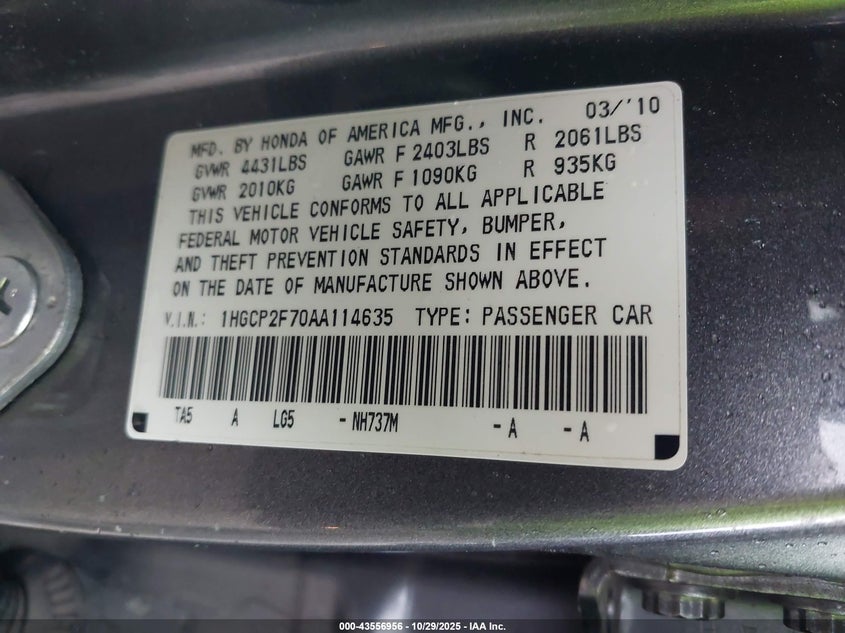 MFD. BY HONDA OF AMERICA MFG., INC. 03/'10
GVWR 4431LBS GAWR F 2403LBS R 2061LBS
GVWR 2010KG GAWR F 1090KG R 935KG
THIS VEHICLE CONFORMS TO ALL APPLICABLE
FEDERAL MOTOR VEHICLE SAFETY, BUMPER,
AND THEFT PREVENTION STANDARDS IN EFFECT
ON THE DATE OF MANUFACTURE SHOWN ABOVE.
V.I.N.: 1HGCP2F70AA114635 TYPE: PASSENGER CAR
TA5 A LG5 - NH737M - A - A
000-43556956 - 10/29/2025 - IAA Inc.